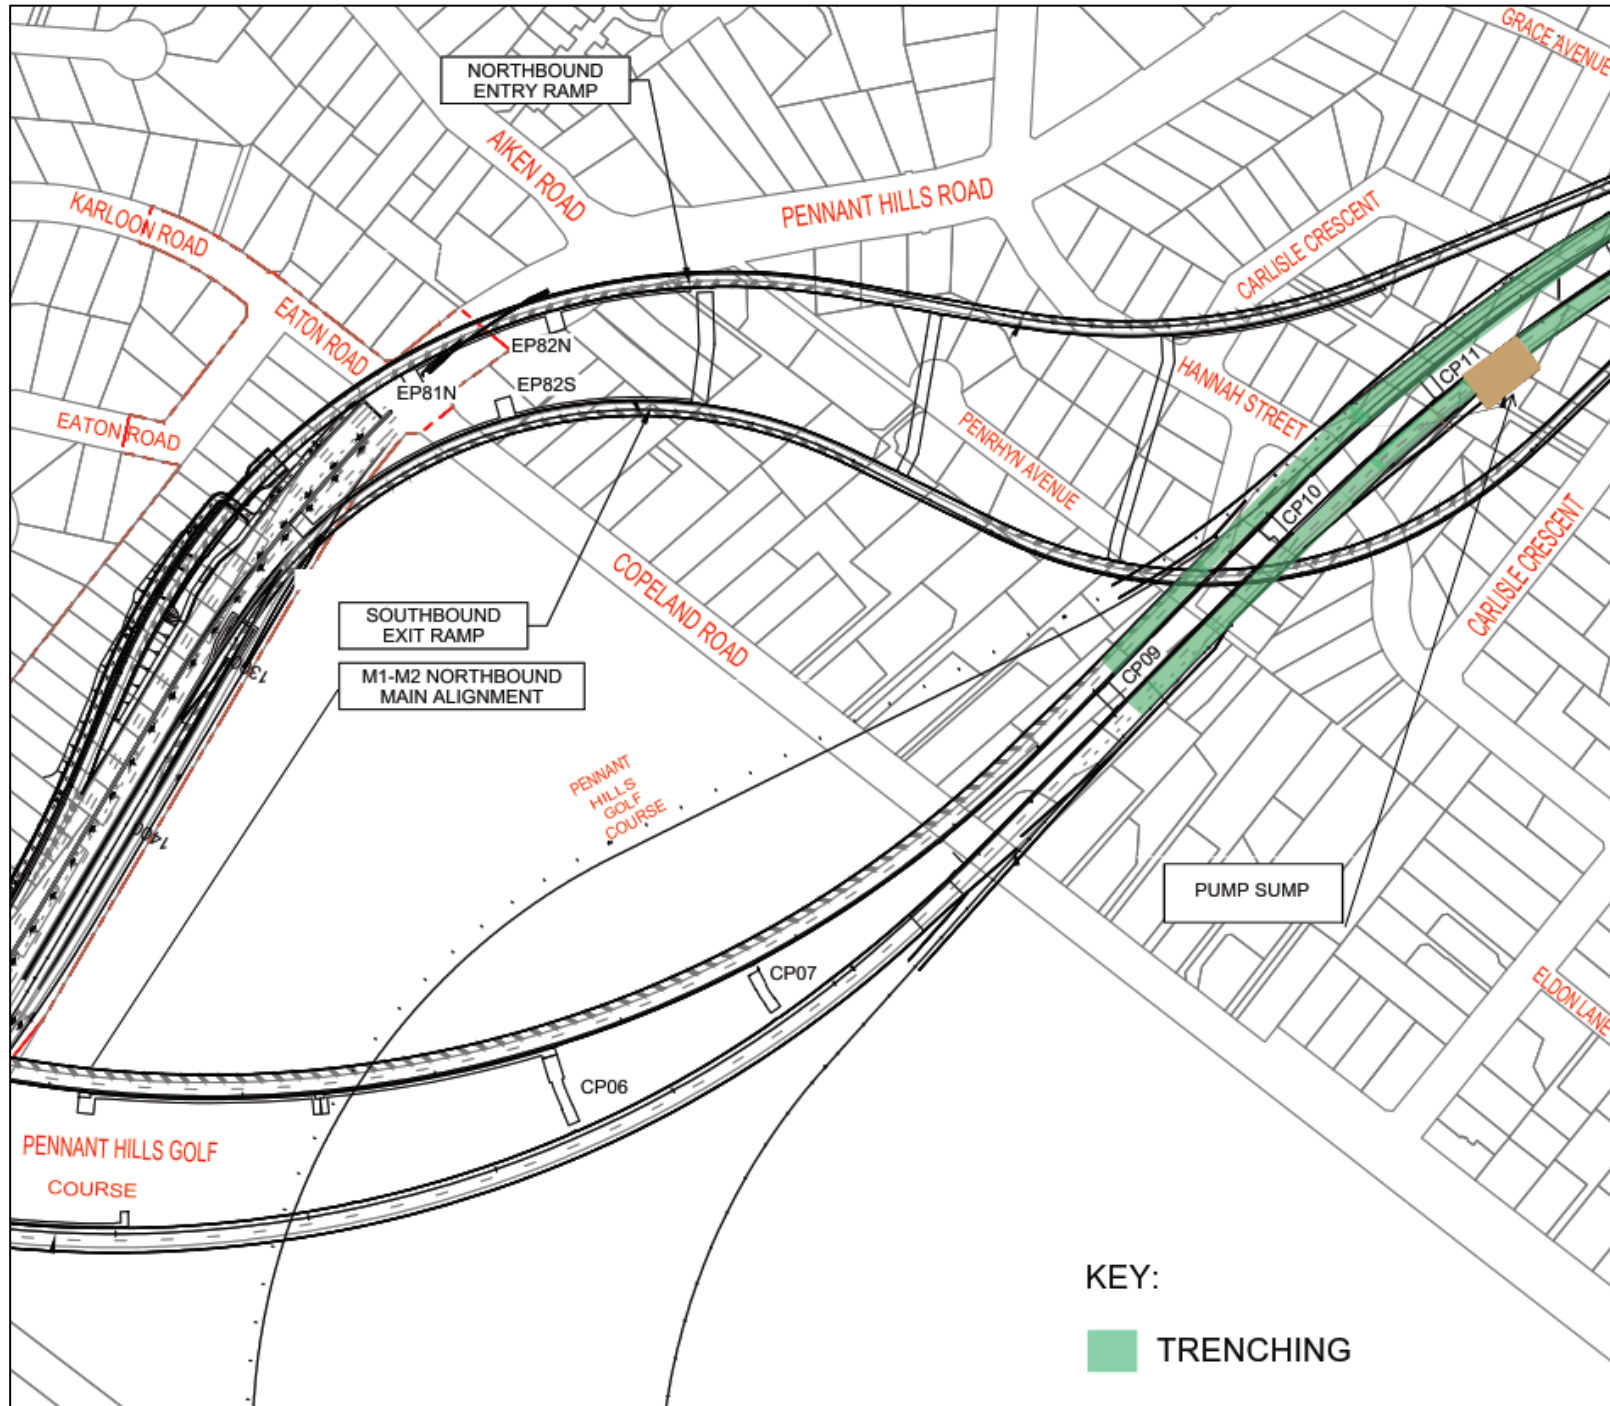 GRACE AVENUE
NORTHBOUND
ENTRY RAMP
AIKEN ROAD
PENNANT HILLS ROAD
KARLOON ROAD
CARLISLE CRESCENT
EATON ROAD
EP82N
EP82S
EP81N
HANNAH STREET
CP11
EATON ROAD
PENRHYN AVENUE
CP10
SOUTHBOUND
EXIT RAMP
COPELAND ROAD
CARLISLE CRESCENT
M1-M2 NORTHBOUND
MAIN ALIGNMENT
CP09
PENNANT
HILLS
GOLF
COURSE
1400
PUMP SUMP
CP07
ELDON LANE
CP06
PENNANT HILLS GOLF
COURSE
KEY:
TRENCHING